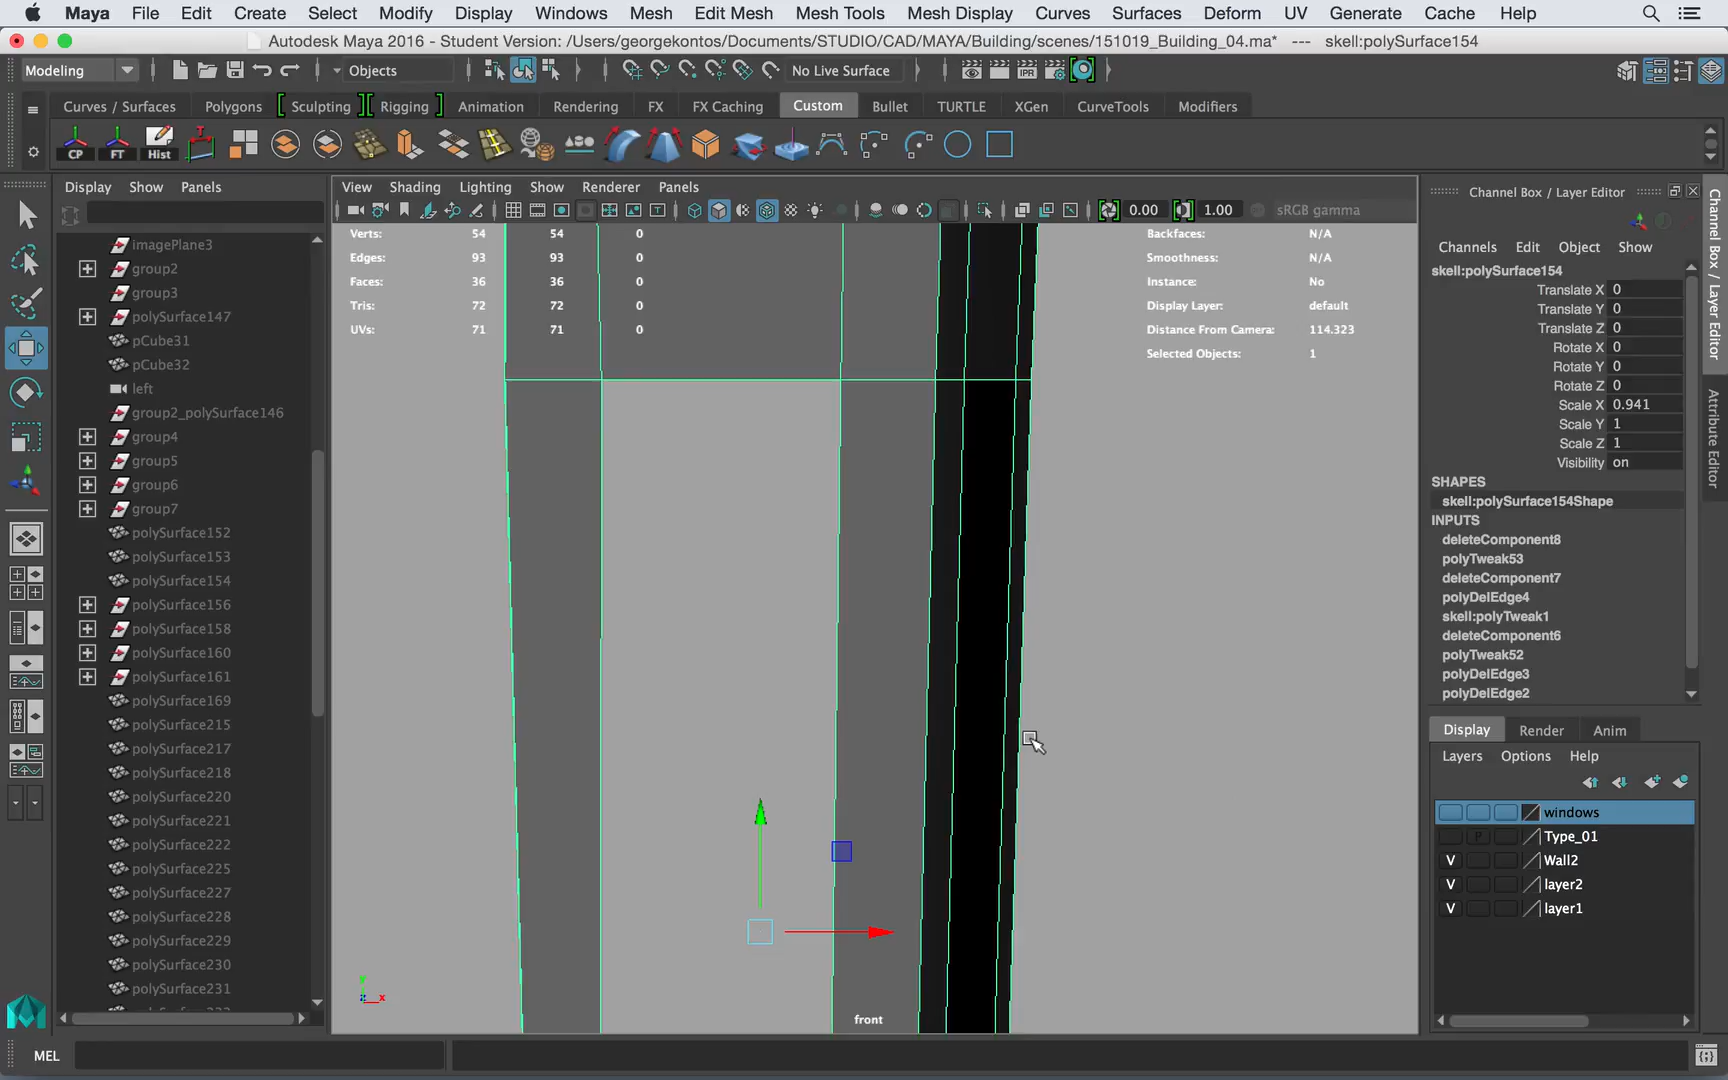 Maya File Edit Create Select Modify Display Windows Mesh Edit Mesh Mesh Tools Mesh Display Curves Surfaces Deform UV Generate Cache Help
Autodesk Maya 2016 - Student Version: /Users/georgekontos/Documents/STUDIO/CAD/MAYA/Building/scenes/151019_Building_04.ma* --- skell:polySurface154
Modeling Objects No Live Surface IPR
Curves / Surfaces Polygons Sculpting Rigging Animation Rendering FX FX Caching Custom Bullet TURTLE XGen CurveTools Modifiers
CP FT Hist
Display Show Panels
View Shading Lighting Show Renderer Panels
0.00 1.00 sRGB gamma
imagePlane3
group2
group3
polySurface147
pCube31
pCube32
left
group2_polySurface146
group4
group5
group6
group7
polySurface152
polySurface153
polySurface154
polySurface156
polySurface158
polySurface160
polySurface161
polySurface169
polySurface215
polySurface217
polySurface218
polySurface220
polySurface221
polySurface222
polySurface225
polySurface227
polySurface228
polySurface229
polySurface230
polySurface231
Verts: 54 54 0
Edges: 93 93 0
Faces: 36 36 0
Tris: 72 72 0
UVs: 71 71 0
Backfaces: N/A
Smoothness: N/A
Instance: No
Display Layer: default
Distance From Camera: 114.323
Selected Objects: 1
x
front
Channel Box / Layer Editor
Channels Edit Object Show
skell:polySurface154
Translate X 0
Translate Y 0
Translate Z 0
Rotate X 0
Rotate Y 0
Rotate Z 0
Scale X 0.941
Scale Y 1
Scale Z 1
Visibility on
SHAPES
skell:polySurface154Shape
INPUTS
deleteComponent8
polyTweak53
deleteComponent7
polyDelEdge4
skell:polyTweak1
deleteComponent6
polyTweak52
polyDelEdge3
polyDelEdge2
Display Render Anim
Layers Options Help
windows
P Type_01
V Wall2
V layer2
V layer1
Channel Box / Layer Editor
Attribute Editor
MEL